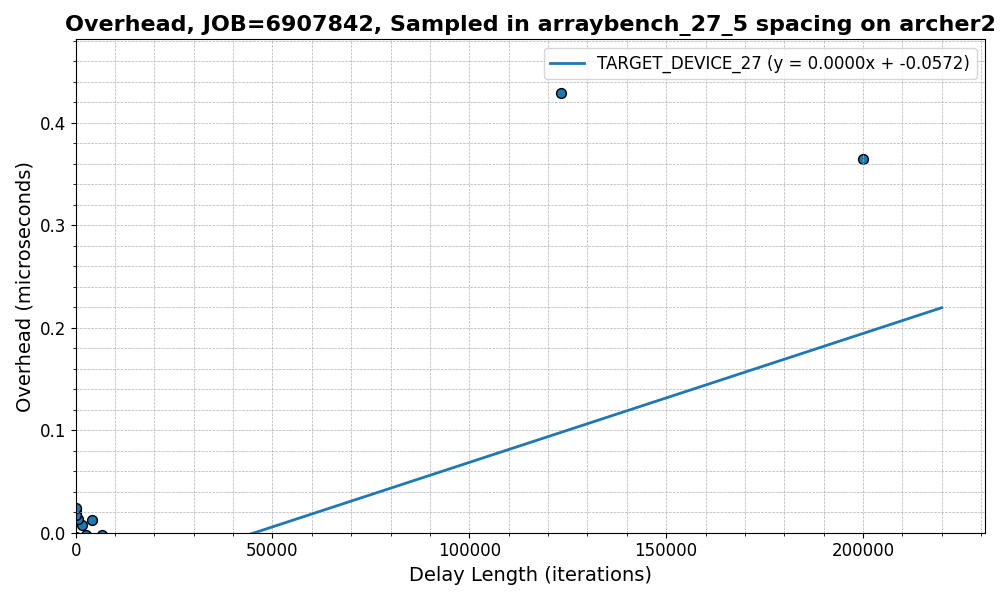 Overhead, JOB=6907842, Sampled in arraybench_27_5 spacing on archer2
TARGET_DEVICE_27 (y = 0.0000x + -0.0572)
Overhead (microseconds)
0.4
0.3
0.2
0.1
0.0
0 50000 100000 150000 200000
Delay Length (iterations)